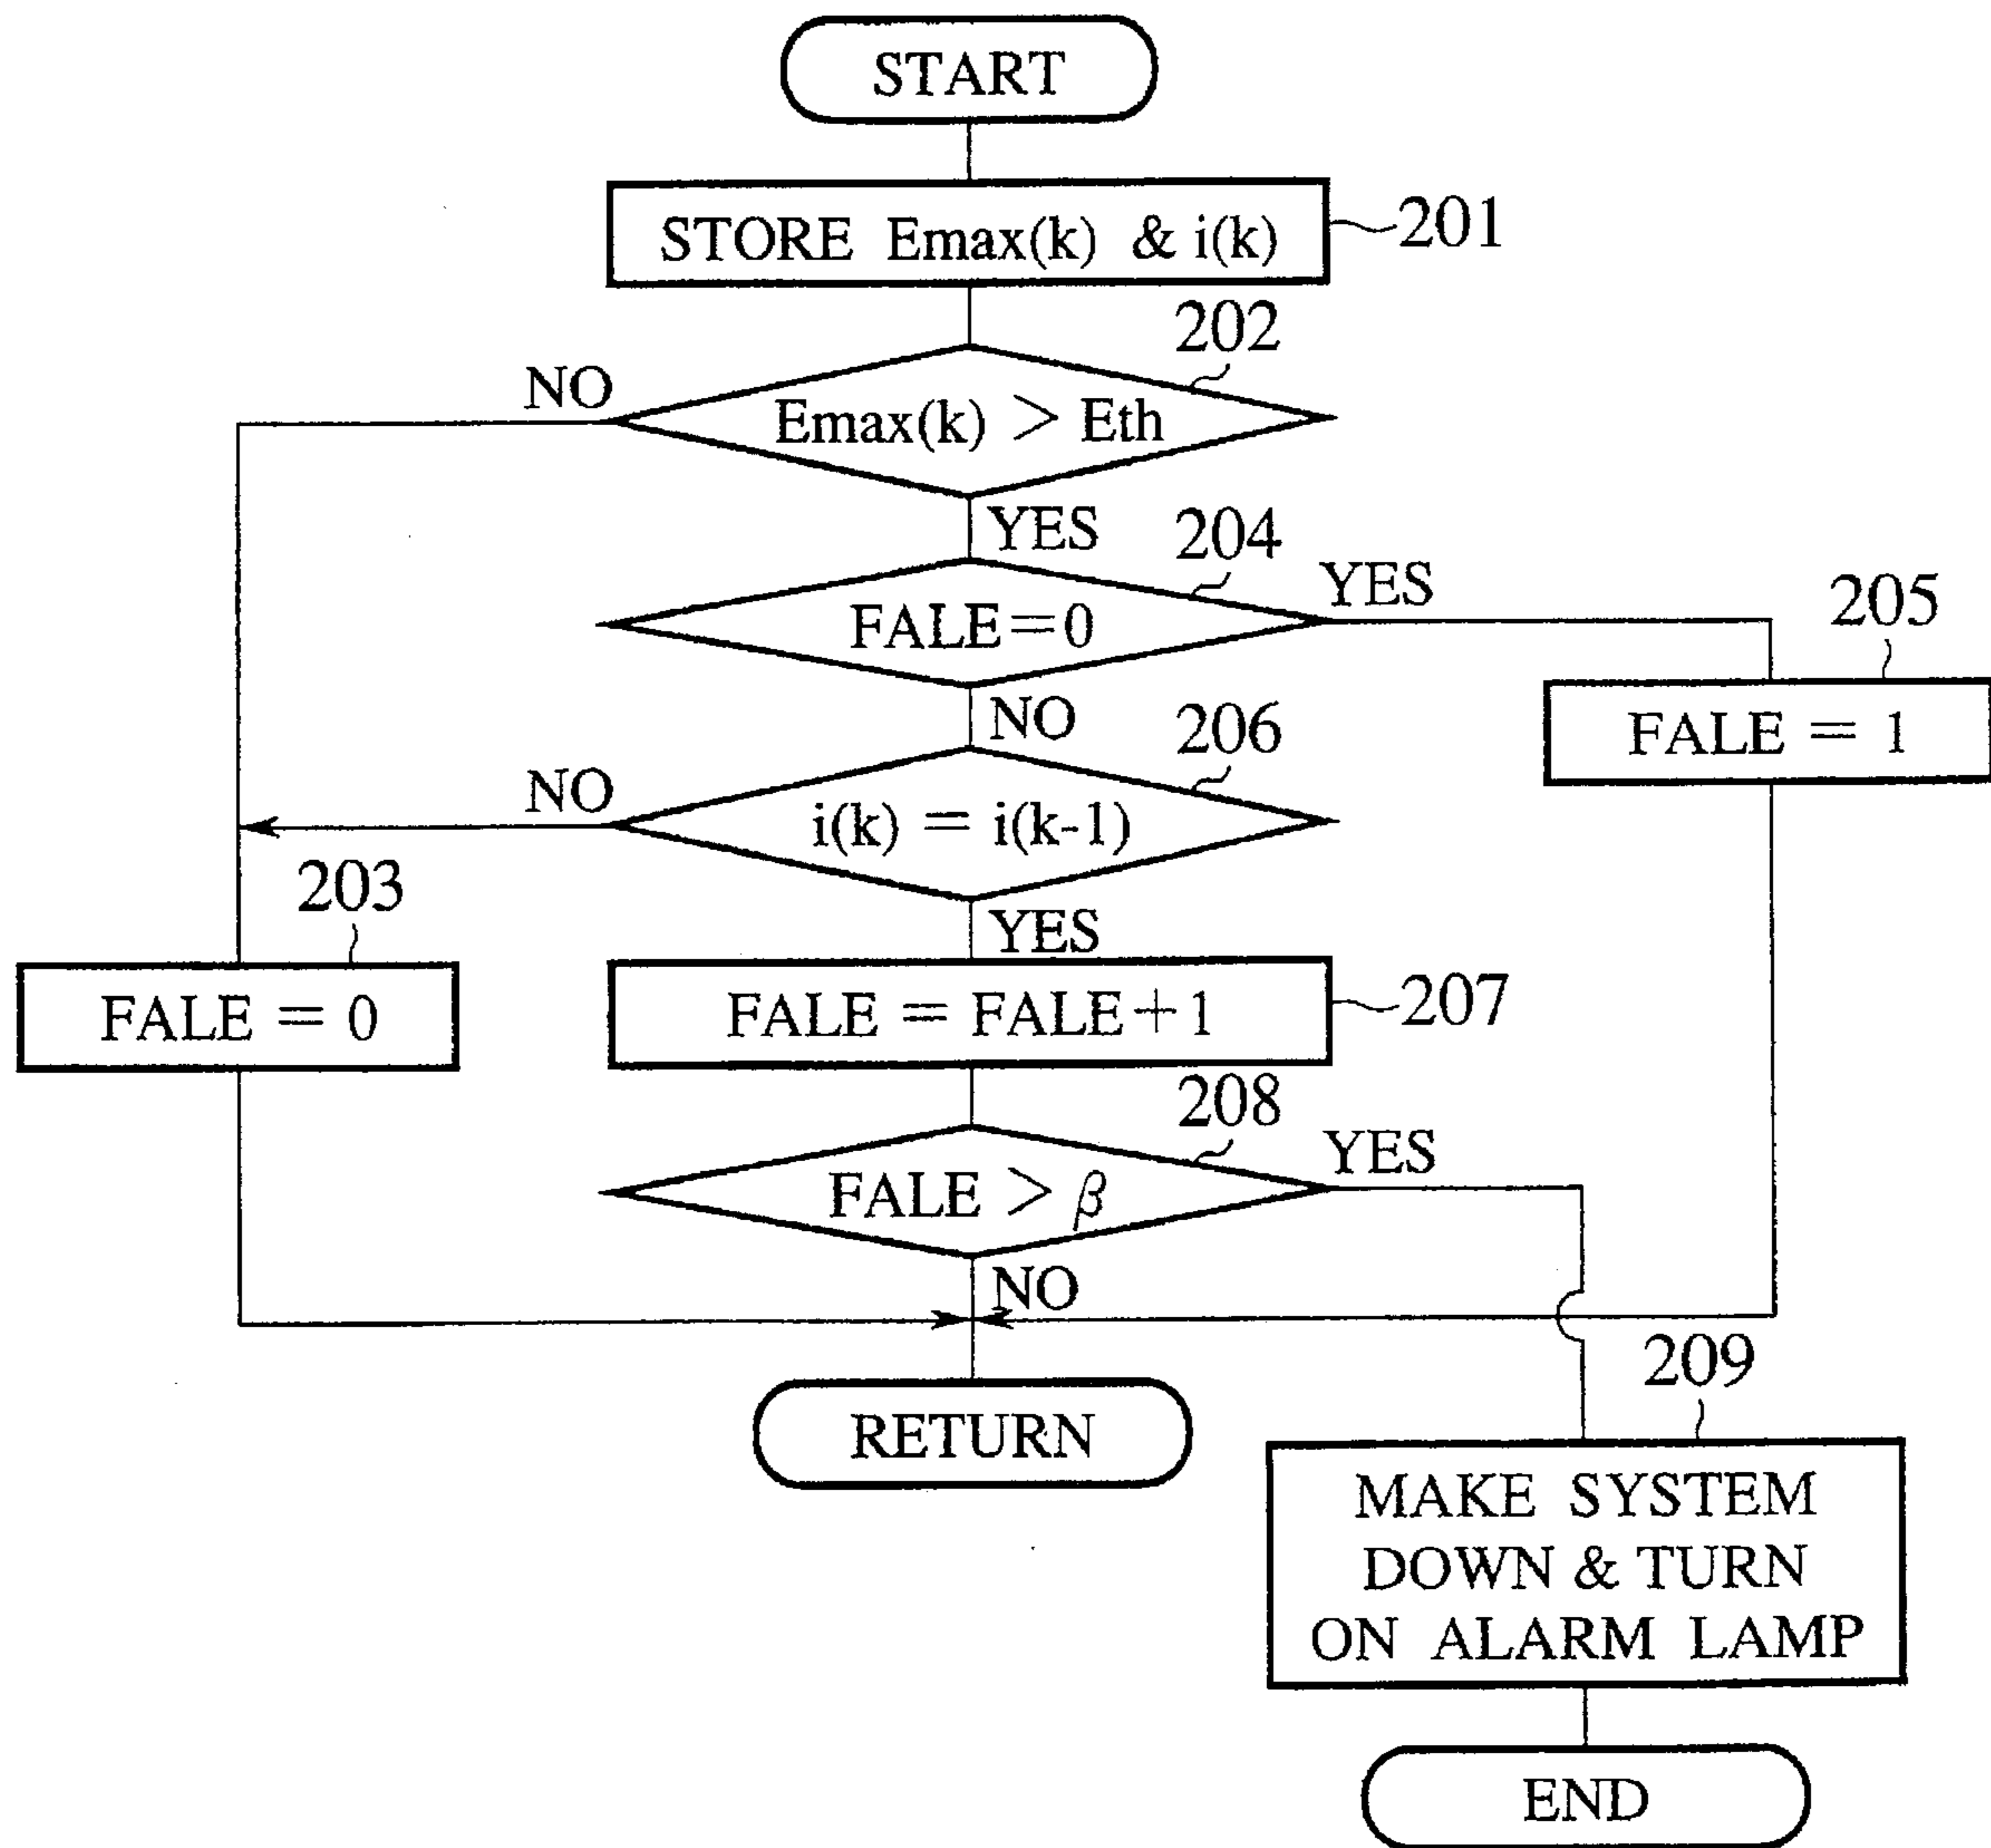 START
STORE Emax(k) & i(k)
201
202
NO
Emax(k) > Eth
YES
204
YES
FALE=0
205
FALE = 1
NO
206
NO
i(k) = i(k-1)
203
YES
FALE = 0
FALE = FALE+1
207
208
YES
FALE > β
NO
209
RETURN
MAKE SYSTEM
DOWN & TURN
ON ALARM LAMP
END